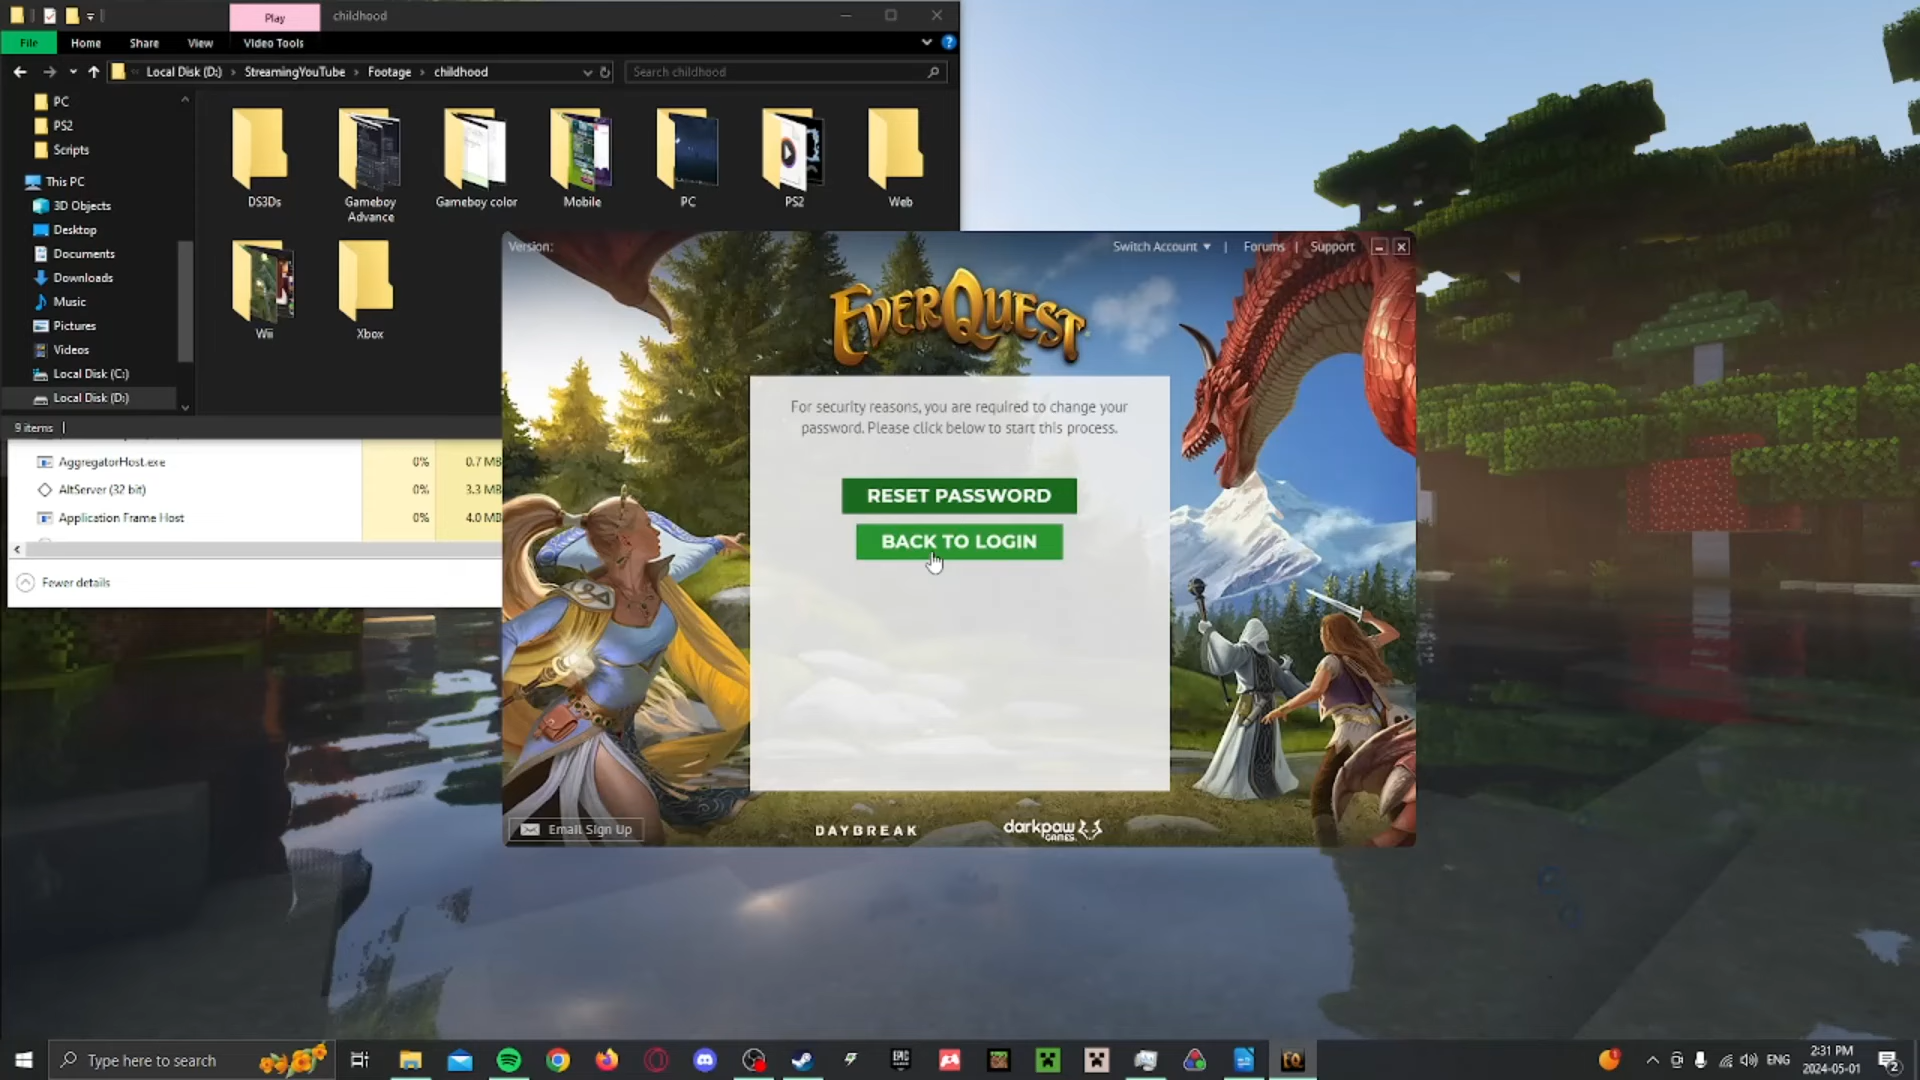 Play
childhood
File
Home
Share
View
Video Tools
Local Disk (D:) › StreamingYouTube › Footage › childhood
Search childhood
PC
PS2
Scripts
This PC
3D Objects
Desktop
Documents
Downloads
Music
Pictures
Videos
Local Disk (C:)
Local Disk (D:)
DS3Ds
Gameboy
Advance
Gameboy color
Mobile
PC
PS2
Web
Wii
Xbox
9 items
AggregatorHost.exe 0% 0.7 MB
AltServer (32 bit) 0% 3.3 MB
Application Frame Host 0% 4.0 MB
Fewer details
Version:
Switch Account | Forums | Support
EverQuest
For security reasons, you are required to change your
password. Please click below to start this process.
RESET PASSWORD
BACK TO LOGIN
Email Sign Up
DAYBREAK
darkpaw
GAMES
Type here to search
EPIC
GAMES
EQ
ENG
2:31 PM
2024-05-01
2